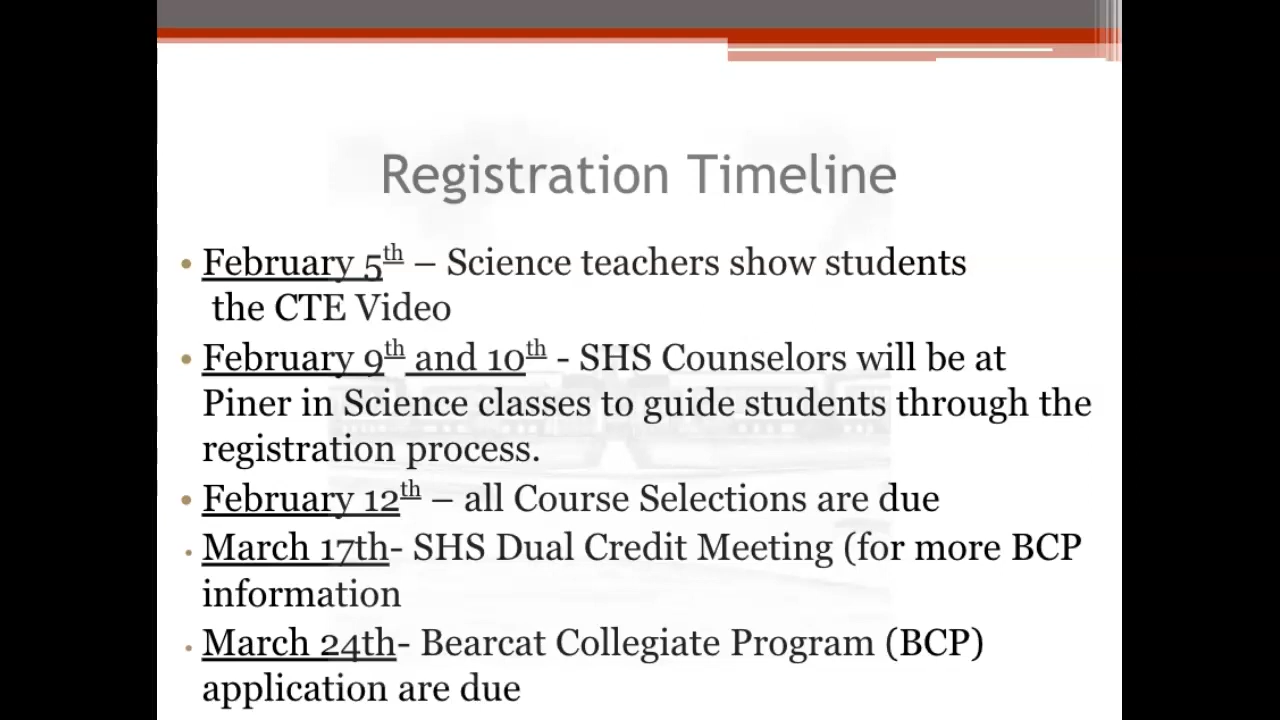 Registration Timeline
• February 5th – Science teachers show students
the CTE Video
• February 9th and 10th - SHS Counselors will be at
Piner in Science classes to guide students through the
registration process.
• February 12th – all Course Selections are due
• March 17th- SHS Dual Credit Meeting (for more BCP
information
• March 24th- Bearcat Collegiate Program (BCP)
application are due